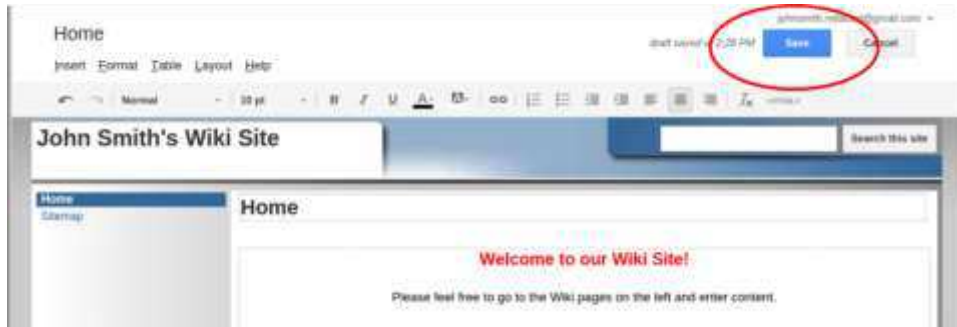 Home
draft saved at 2:28 PM Save Cancel
Insert Format Table Layout Help
Normal 10 pt B I U A
John Smith's Wiki Site
Search this site
Home
Sitemap
Home
Welcome to our Wiki Site!
Please feel free to go to the Wiki pages on the left and enter content.